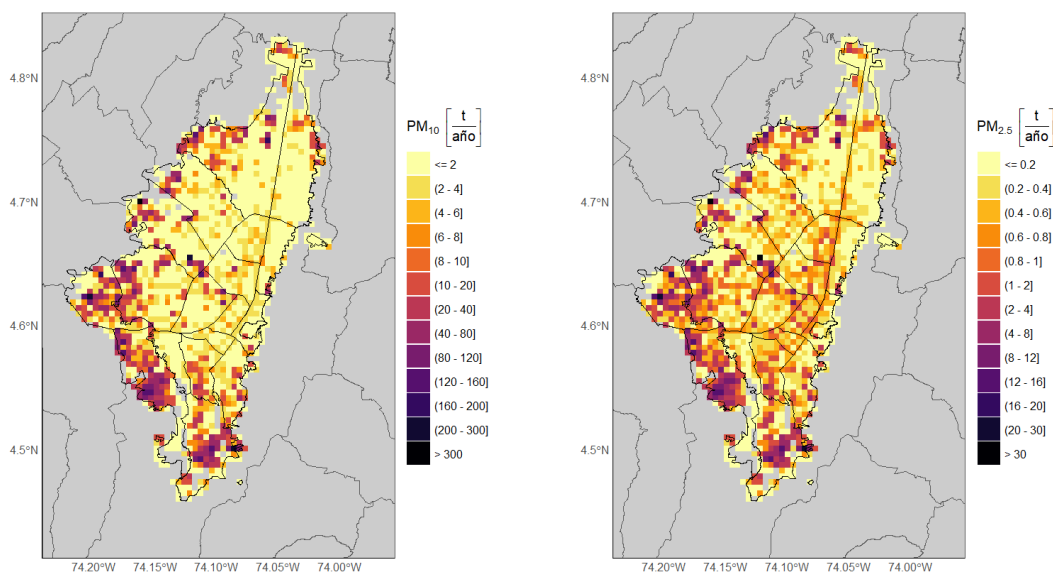 4.8°N
4.7°N
4.6°N
4.5°N
74.20°W 74.15°W 74.10°W 74.05°W 74.00°W
PM10 [t/año]
<= 2
(2 - 4]
(4 - 6]
(6 - 8]
(8 - 10]
(10 - 20]
(20 - 40]
(40 - 80]
(80 - 120]
(120 - 160]
(160 - 200]
(200 - 300]
> 300
4.8°N
4.7°N
4.6°N
4.5°N
74.20°W 74.15°W 74.10°W 74.05°W 74.00°W
PM2.5 [t/año]
<= 0.2
(0.2 - 0.4]
(0.4 - 0.6]
(0.6 - 0.8]
(0.8 - 1]
(1 - 2]
(2 - 4]
(4 - 8]
(8 - 12]
(12 - 16]
(16 - 20]
(20 - 30]
> 30